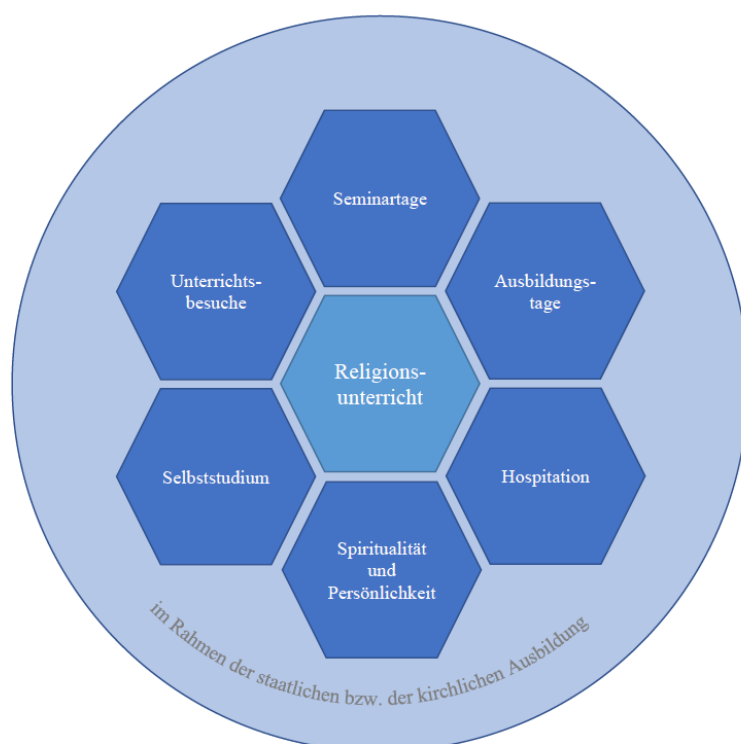 Seminartage
Unterrichts-
besuche
Ausbildungs-
tage
Religions-
unterricht
Selbststudium
Hospitation
Spiritualität
und
Persönlichkeit
im Rahmen der staatlichen bzw. der kirchlichen Ausbildung